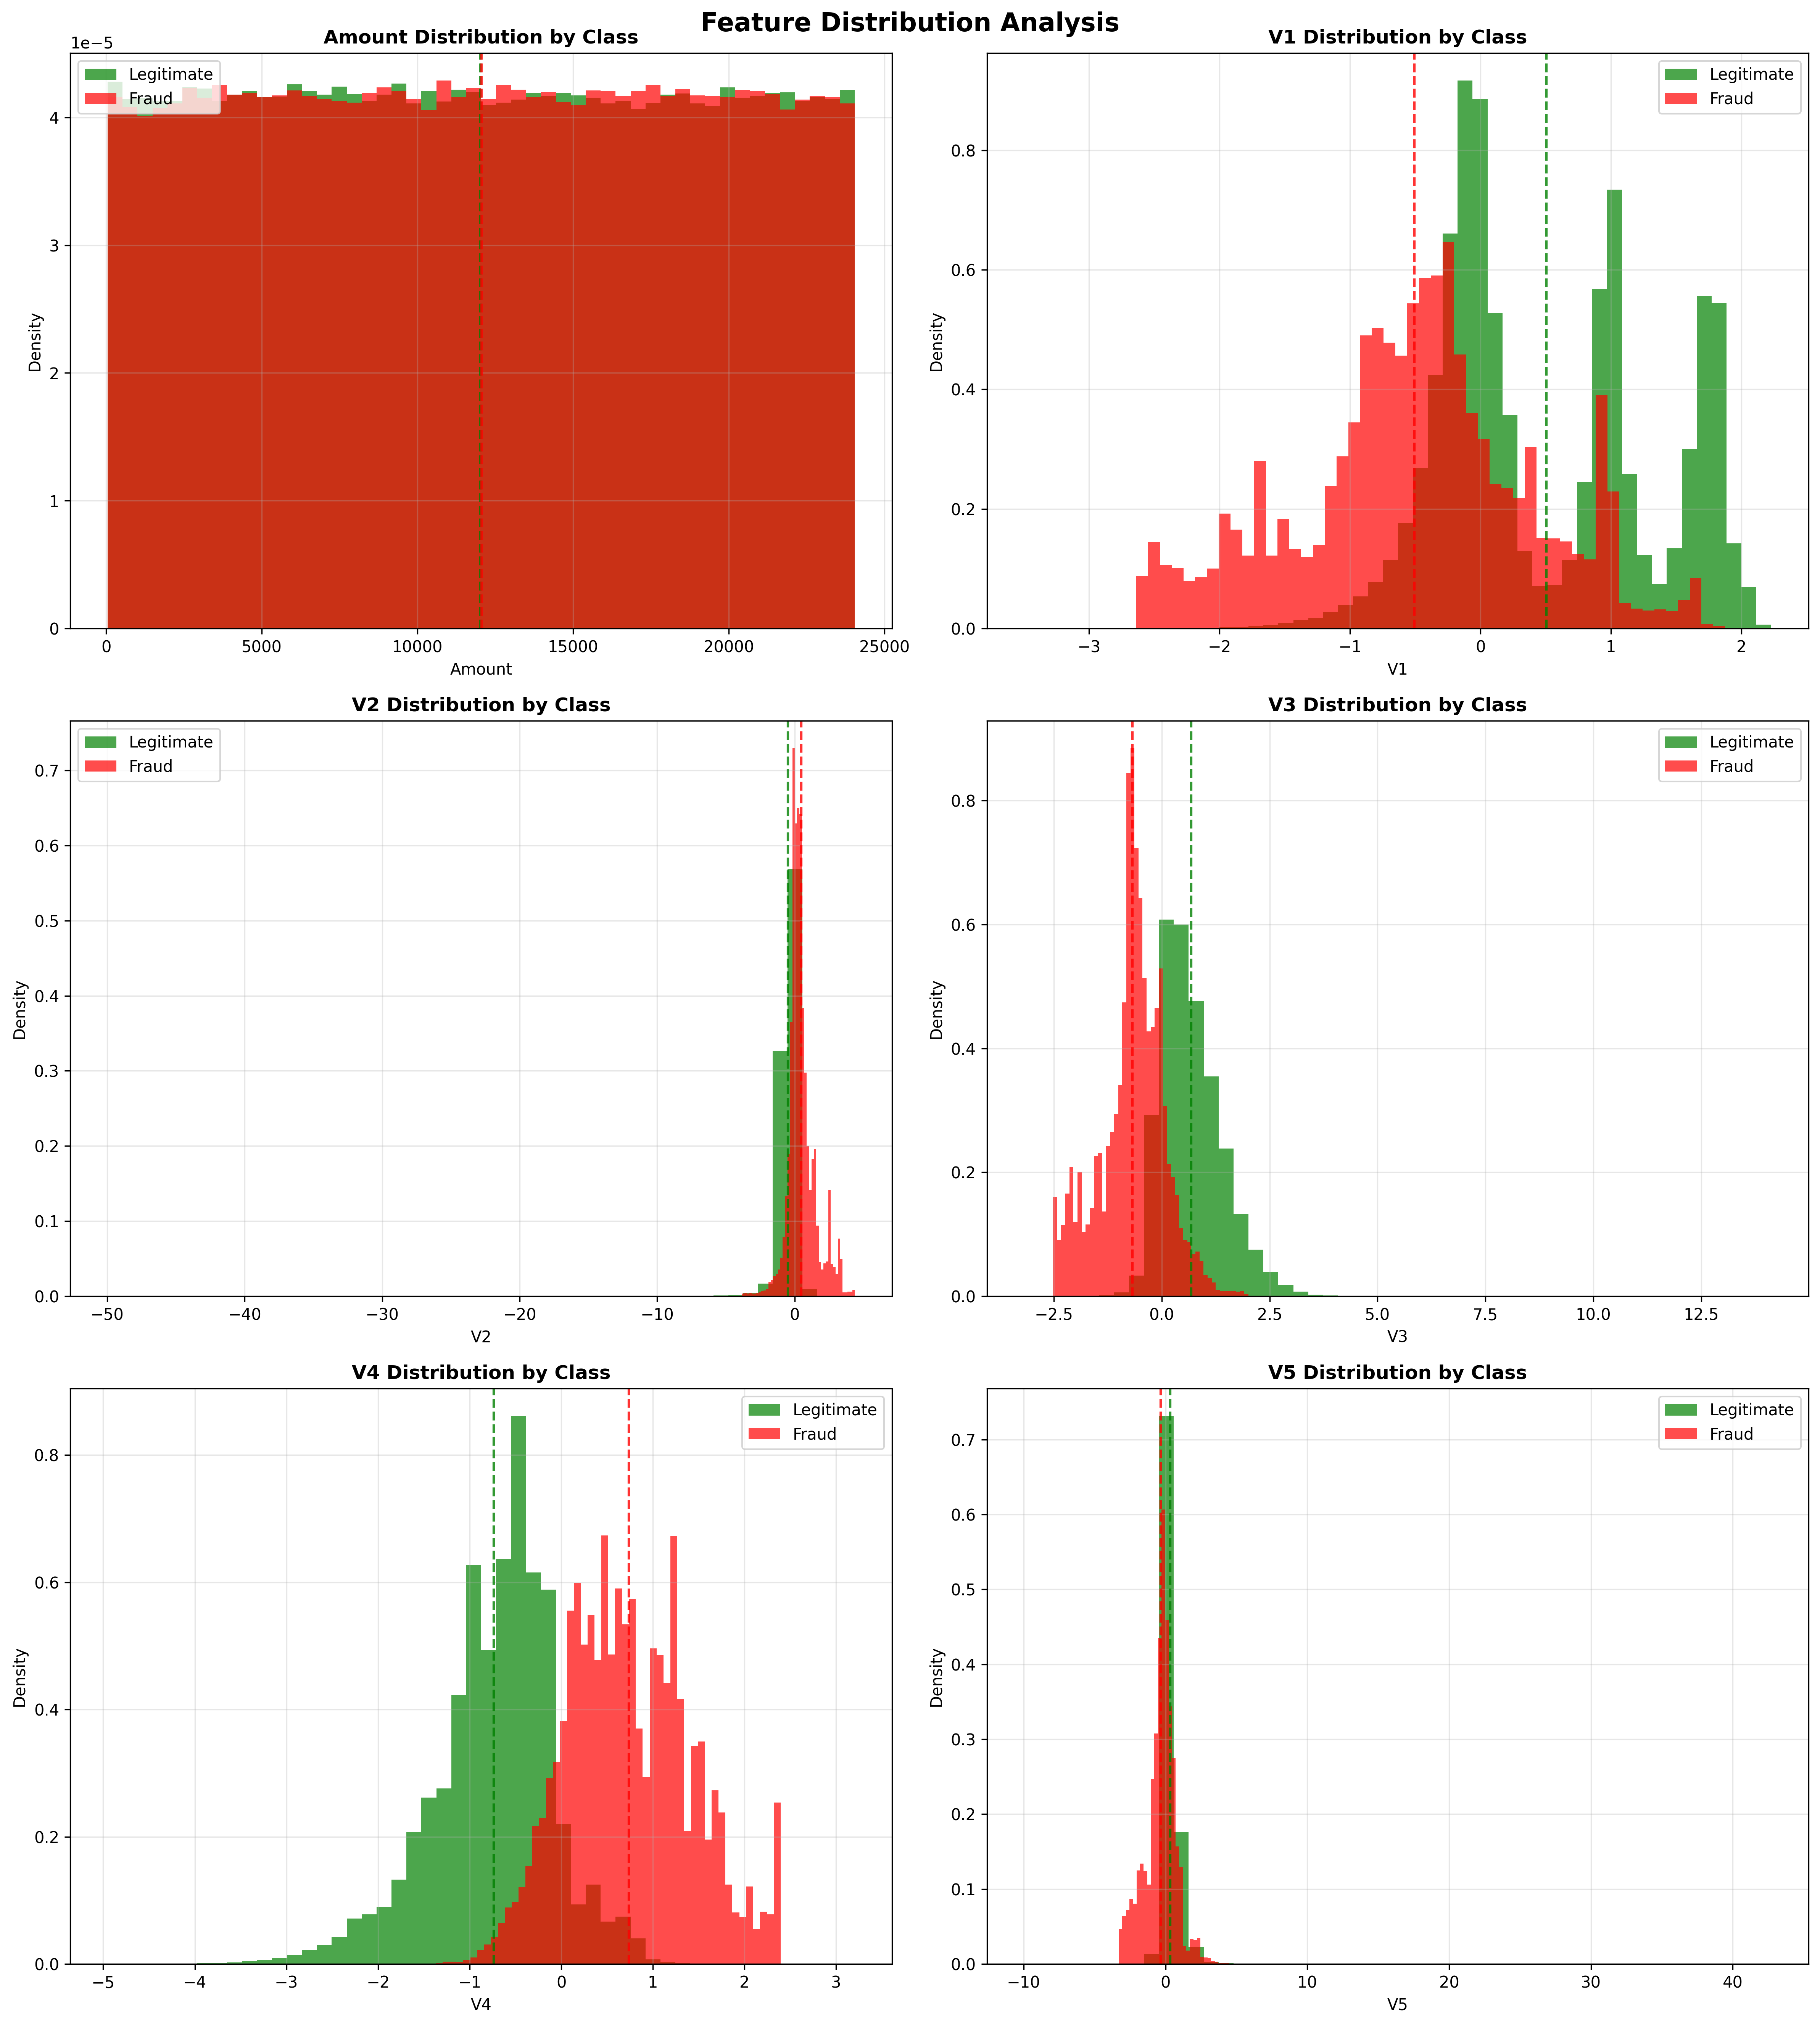 Feature Distribution Analysis
Amount Distribution by Class
1e−5
Legitimate
Fraud
Density
0
1
2
3
4
0
5000
10000
15000
20000
25000
Amount
V1 Distribution by Class
Legitimate
Fraud
Density
0.0
0.2
0.4
0.6
0.8
−3
−2
−1
0
1
2
V1
V2 Distribution by Class
Legitimate
Fraud
Density
0.0
0.1
0.2
0.3
0.4
0.5
0.6
0.7
−50
−40
−30
−20
−10
0
V2
V3 Distribution by Class
Legitimate
Fraud
Density
0.0
0.2
0.4
0.6
0.8
−2.5
0.0
2.5
5.0
7.5
10.0
12.5
V3
V4 Distribution by Class
Legitimate
Fraud
Density
0.0
0.2
0.4
0.6
0.8
−5
−4
−3
−2
−1
0
1
2
3
V4
V5 Distribution by Class
Legitimate
Fraud
Density
0.0
0.1
0.2
0.3
0.4
0.5
0.6
0.7
−10
0
10
20
30
40
V5